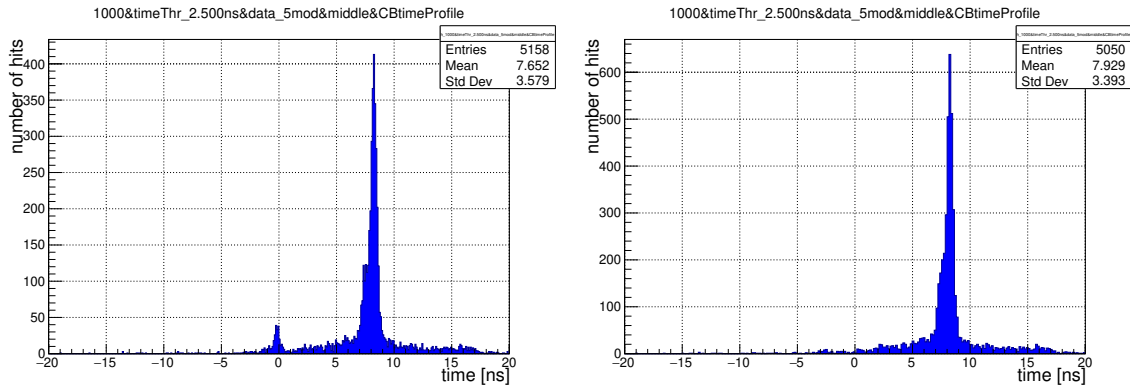 1000&timeThr_2.500ns&data_5mod&middle&CBtimeProfile
number of hits
400
350
300
250
200
150
100
50
0
−20 −15 −10 −5 0 5 10 15 20
time [ns]
Entries 5158
Mean 7.652
Std Dev 3.579
1000&timeThr_2.500ns&data_5mod&middle&CBtimeProfile
number of hits
600
500
400
300
200
100
0
−20 −15 −10 −5 0 5 10 15 20
time [ns]
Entries 5050
Mean 7.929
Std Dev 3.393